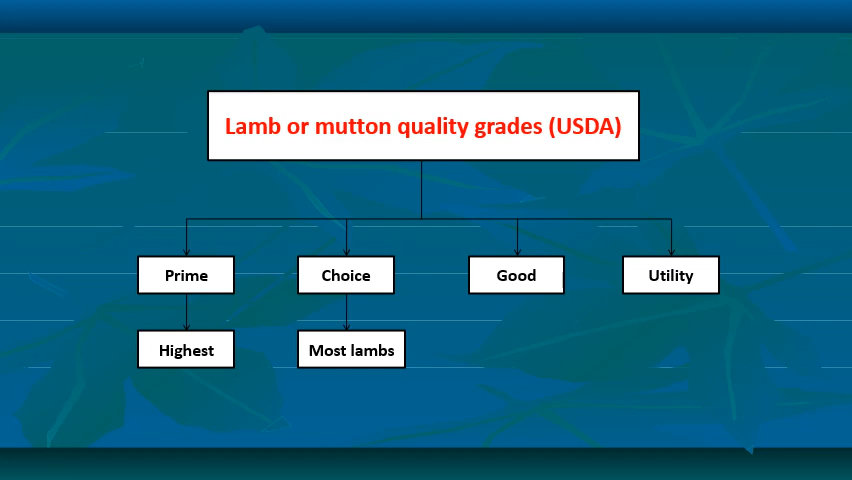 Lamb or mutton quality grades (USDA)
Prime
Choice
Good
Utility
Highest
Most lambs